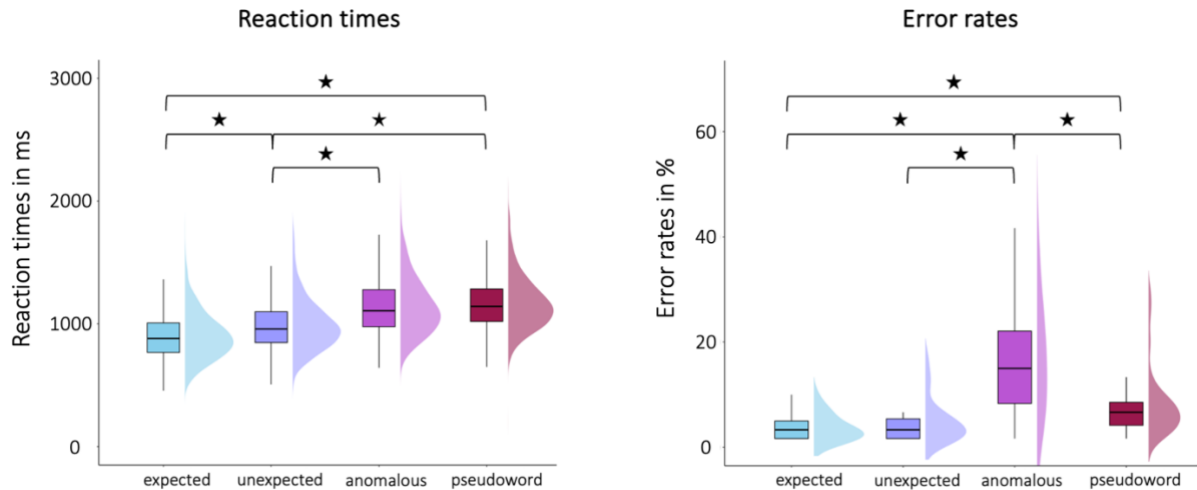 Reaction times
Reaction times in ms
3000
2000
1000
0
expected unexpected anomalous pseudoword
Error rates
Error rates in %
60
40
20
0
expected unexpected anomalous pseudoword